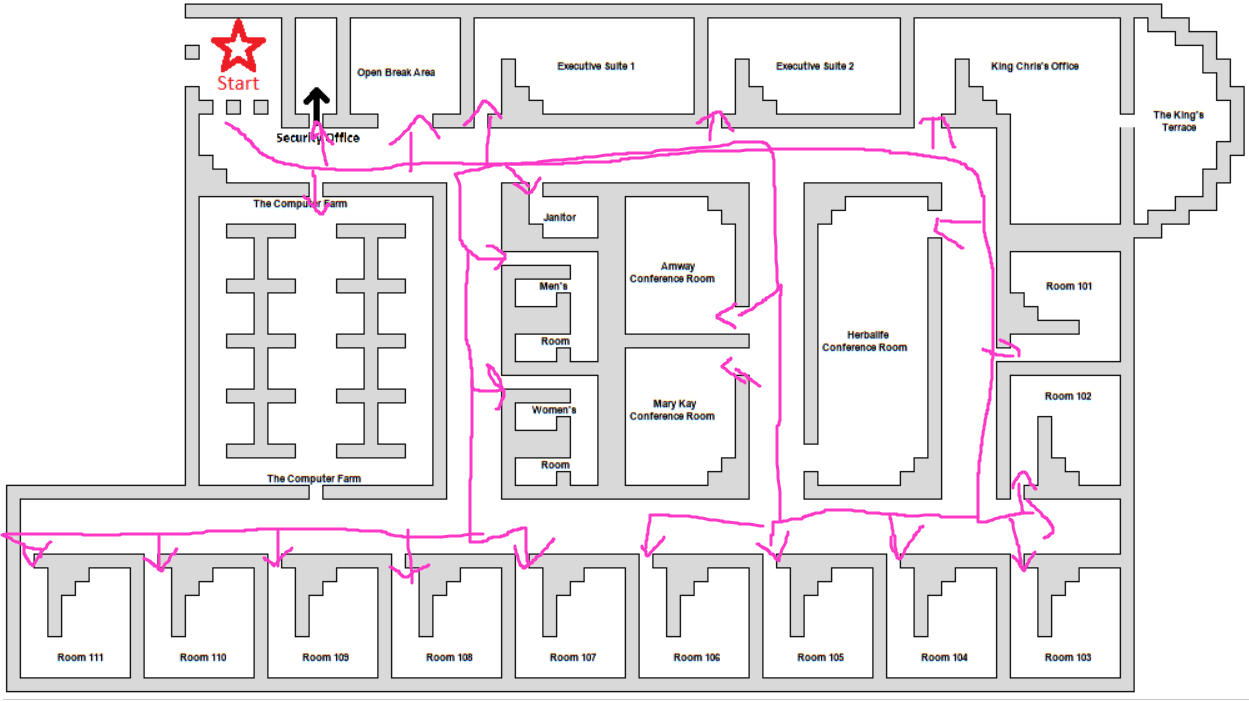 Start
Open Break Area
Executive Suite 1
Executive Suite 2
King Chris's Office
The King's
Terrace
Security Office
The Computer Farm
Janitor
Amway
Conference Room
Room 101
Men's
Room
Herbalife
Conference Room
Room 102
Women's
Room
Mary Kay
Conference Room
The Computer Farm
Room 111
Room 110
Room 109
Room 108
Room 107
Room 106
Room 105
Room 104
Room 103